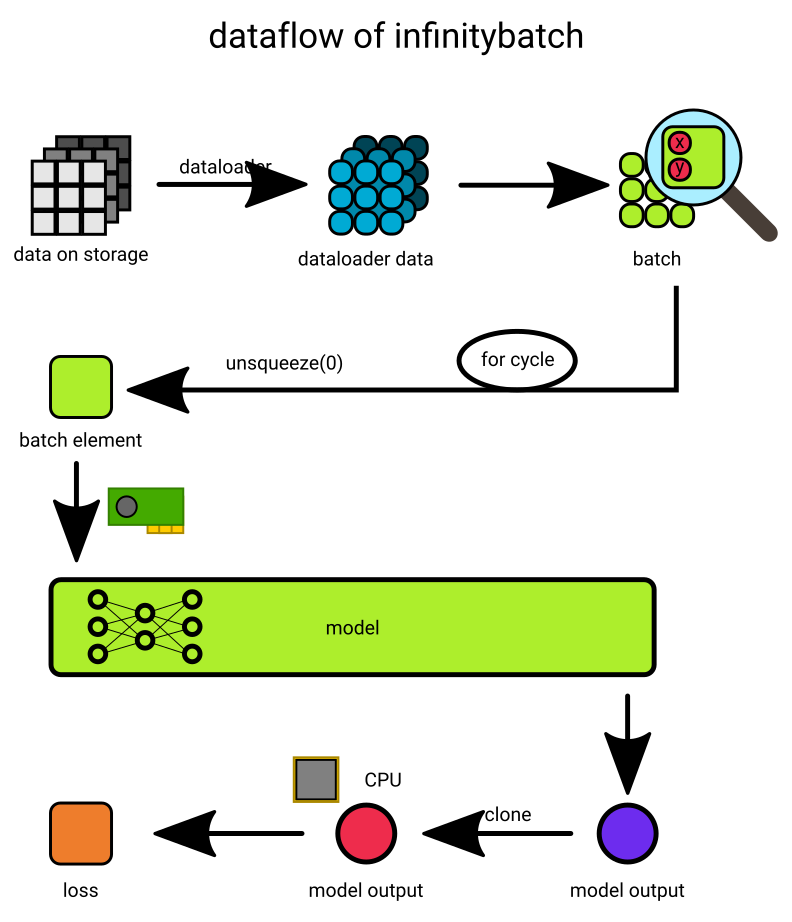 dataflow of infinitybatch
dataloader
x
y
data on storage
dataloader data
batch
unsqueeze(0)
for cycle
batch element
model
CPU
clone
loss
model output
model output